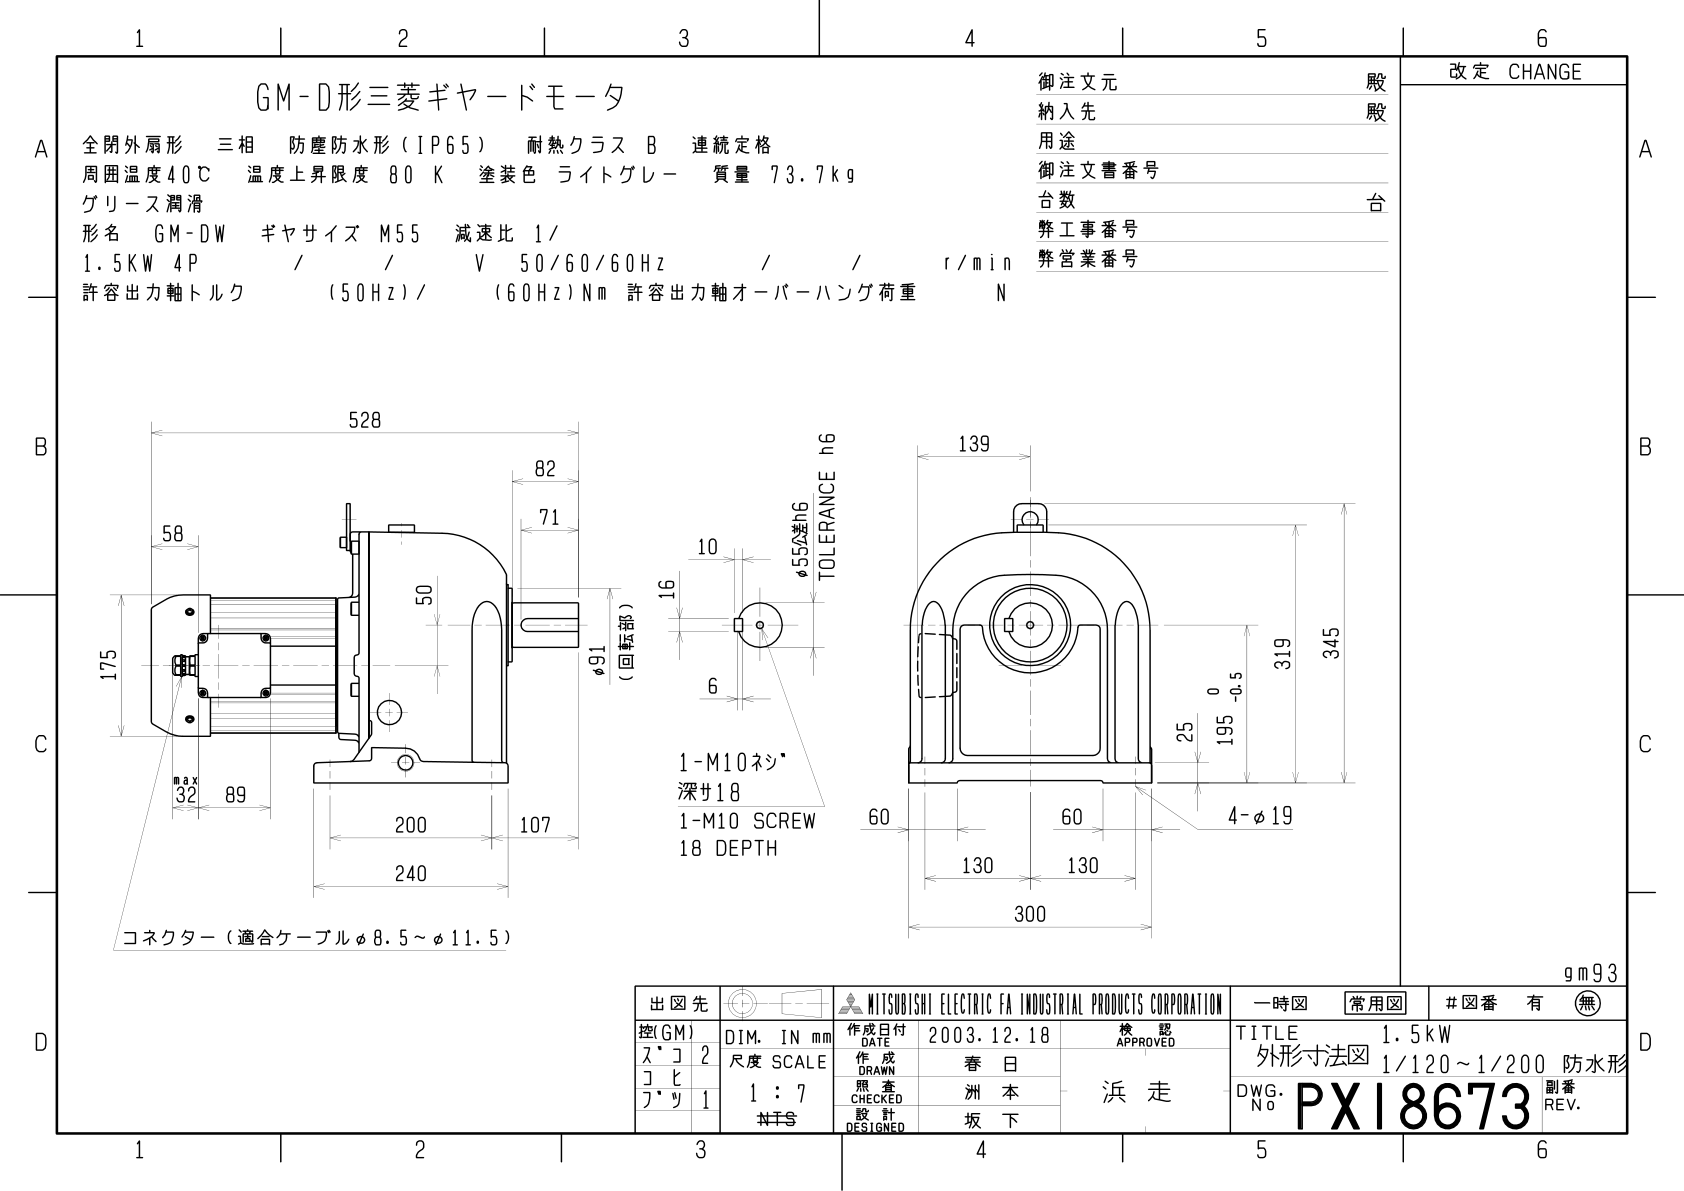 1 2 3 4 5 6
改定 CHANGE
GM-D形三菱ギヤードモータ
全閉外扇形 三相 防塵防水形(IP65) 耐熱クラス B 連続定格
周囲温度40℃ 温度上昇限度 80 K 塗装色 ライトグレー 質量 73.7kg
グリース潤滑
形名 GM-DW ギヤサイズ M55 減速比 1/
1.5KW 4P / / V 50/60/60Hz / / r/min
許容出力軸トルク (50Hz)/ (60Hz)Nm 許容出力軸オーバーハング荷重 N
御注文元 殿
納入先 殿
用途
御注文書番号
台数 台
弊工事番号
弊営業番号
A A
B B
C C
D D
528
82
71
58
50
175
φ91
(回転部)
max
32
89
200
107
240
コネクター(適合ケーブルφ8.5~φ11.5)
10
16
6
φ55公差h6
TOLERANCE h6
1-M10ネジ
深サ18
1-M10 SCREW
18 DEPTH
139
345
319
195 0 -0.5
25
60
60
4-φ19
130
130
300
gm93
出図先
控(GM)
ズコ 2
コヒ
ブツ 1
DIM. IN mm
尺度 SCALE
1 : 7
NTS
MITSUBISHI ELECTRIC FA INDUSTRIAL PRODUCTS CORPORATION
作成日付 DATE 2003.12.18
作成 DRAWN 春日
照査 CHECKED 洲本
設計 DESIGNED 坂下
検認 APPROVED
浜走
一時図 常用図 #図番 有 無
TITLE 1.5kW
外形寸法図 1/120~1/200 防水形
DWG. No PX18673
副番 REV.
1 2 3 4 5 6